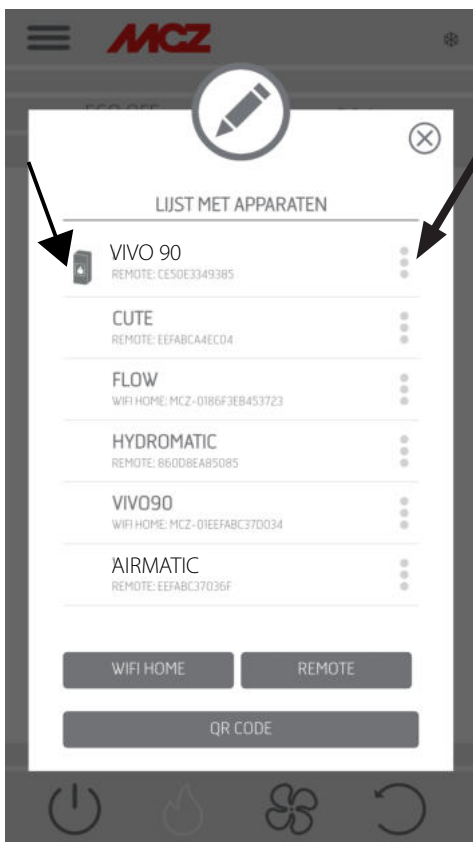 MCZ
LIJST MET APPARATEN
VIVO 90
REMOTE: CE50E3349385
CUTE
REMOTE: EEFABCA4EC04
FLOW
WIFI HOME: MCZ-0186F3EB453723
HYDROMATIC
REMOTE: 860D8EA85085
VIVO90
WIFI HOME: MCZ-01EEFABC37D034
AIRMATIC
REMOTE: EEFABC37036F
WIFI HOME
REMOTE
QR CODE